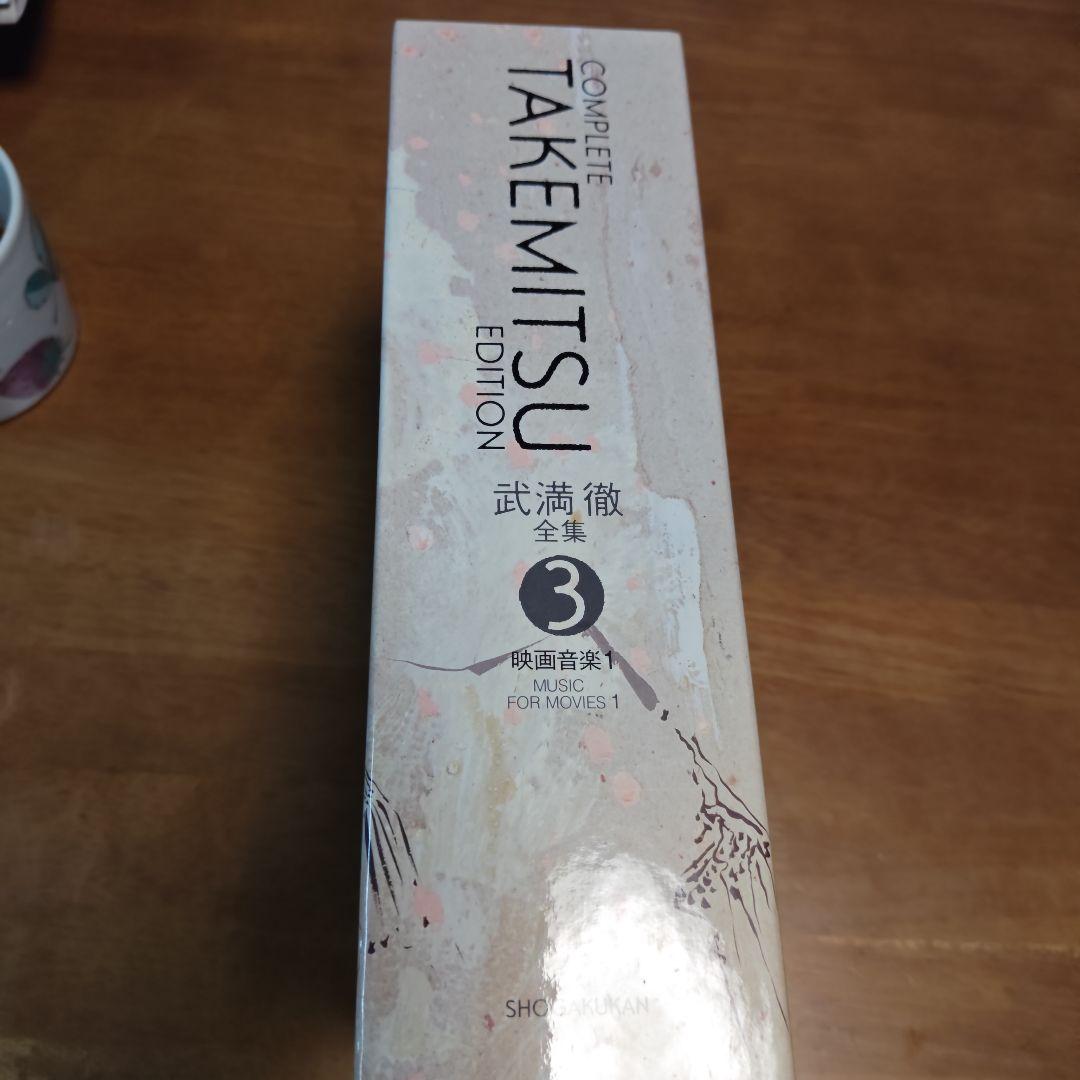 COMPLETE
TAKEMITSU
EDITION
武満 徹
全集
3
映画音楽1
MUSIC
FOR MOVIES 1
SHOGAKUKAN